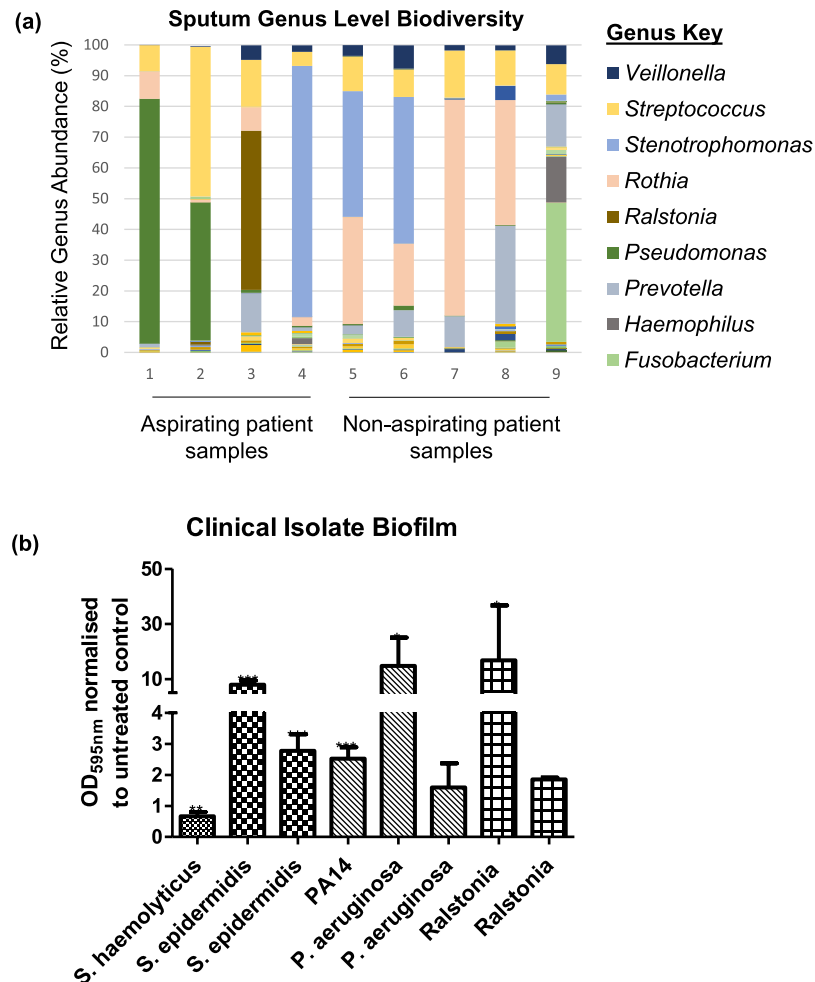 (a)
Sputum Genus Level Biodiversity
Relative Genus Abundance (%)
100
90
80
70
60
50
40
30
20
10
0
1 2 3 4 5 6 7 8 9
Aspirating patient
samples
Non-aspirating patient
samples
Genus Key
Veillonella
Streptococcus
Stenotrophomonas
Rothia
Ralstonia
Pseudomonas
Prevotella
Haemophilus
Fusobacterium
(b)
Clinical Isolate Biofilm
OD595nm normalised
to untreated control
50
30
10
4
3
2
1
0
**
***
***
***
*
*
S. haemolyticus
S. epidermidis
S. epidermidis
PA14
P. aeruginosa
P. aeruginosa
Ralstonia
Ralstonia